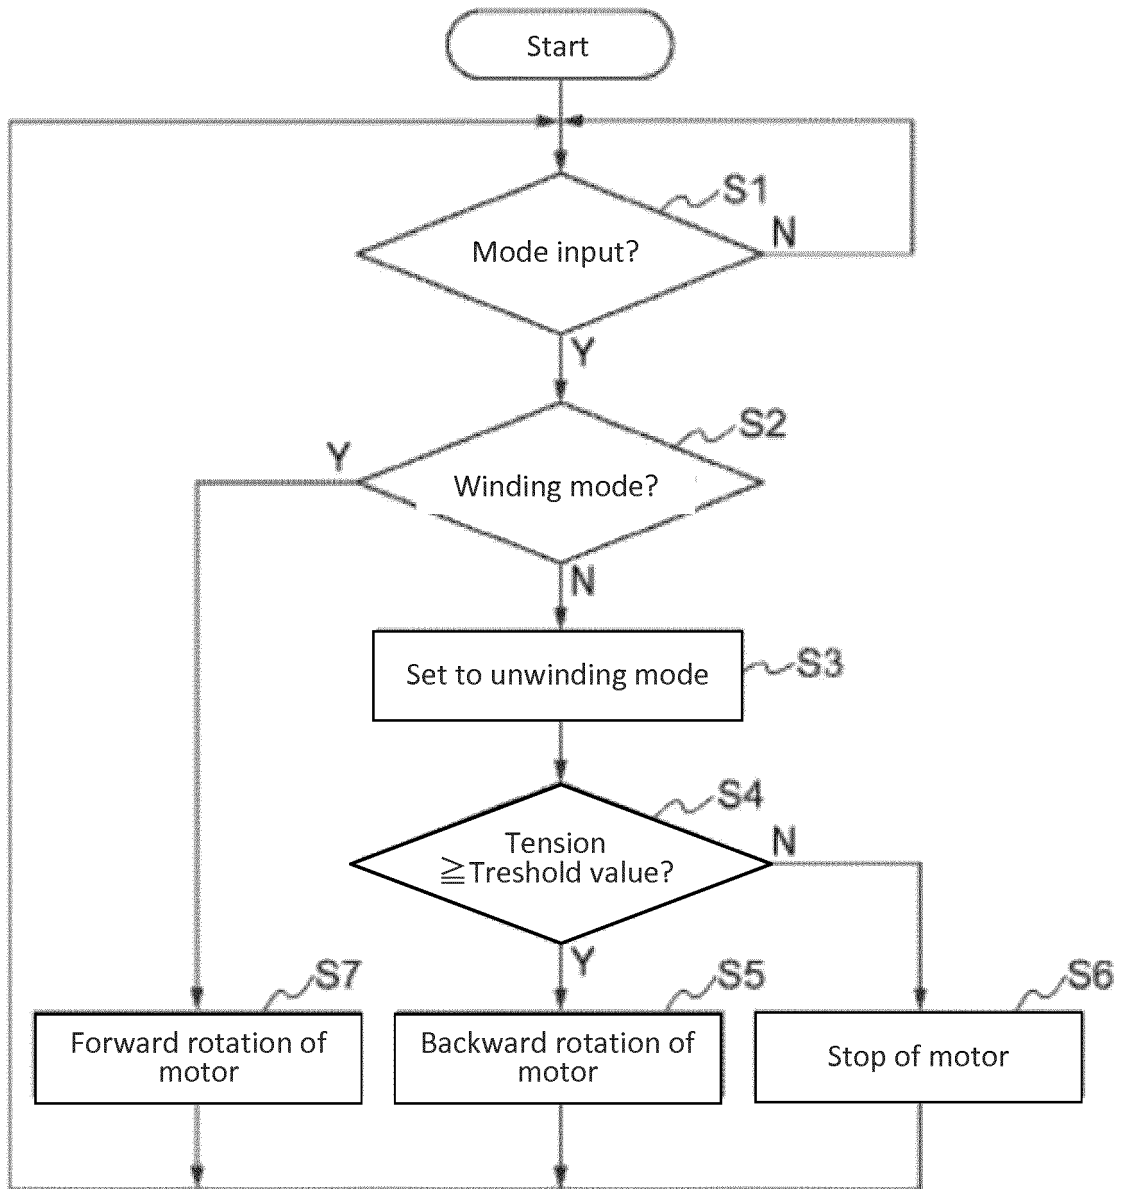 Start
S1
Mode input?
N
Y
S2
Y
Winding mode?
N
Set to unwinding mode
S3
S4
Tension
≧Treshold value?
N
Y
S7
S5
S6
Forward rotation of
motor
Backward rotation of
motor
Stop of motor